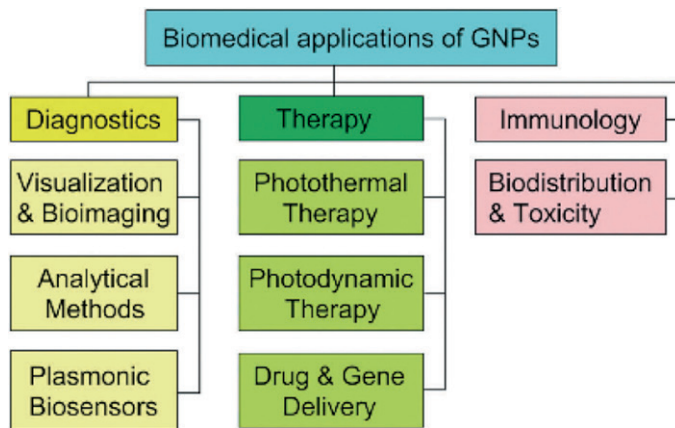 Biomedical applications of GNPs
Diagnostics
Visualization
& Bioimaging
Analytical
Methods
Plasmonic
Biosensors
Therapy
Photothermal
Therapy
Photodynamic
Therapy
Drug & Gene
Delivery
Immunology
Biodistribution
& Toxicity